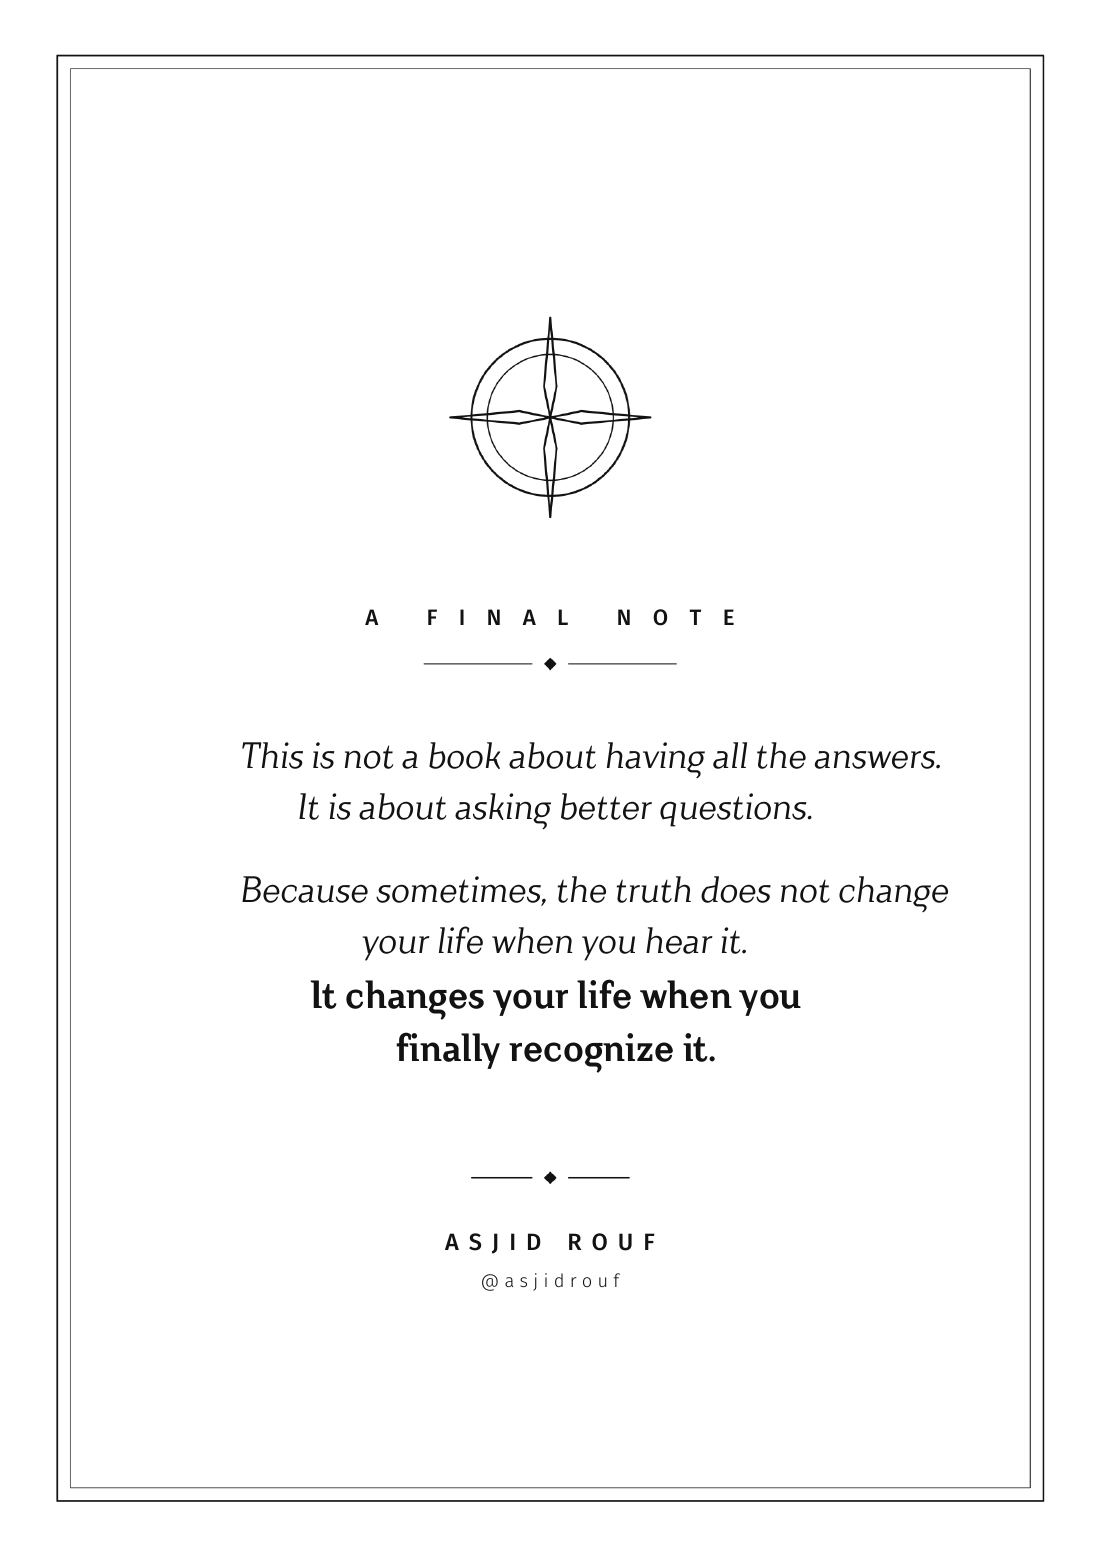 A FINAL NOTE
This is not a book about having all the answers.
It is about asking better questions.
Because sometimes, the truth does not change
your life when you hear it.
It changes your life when you
finally recognize it.
ASJID ROUF
@asjidrouf